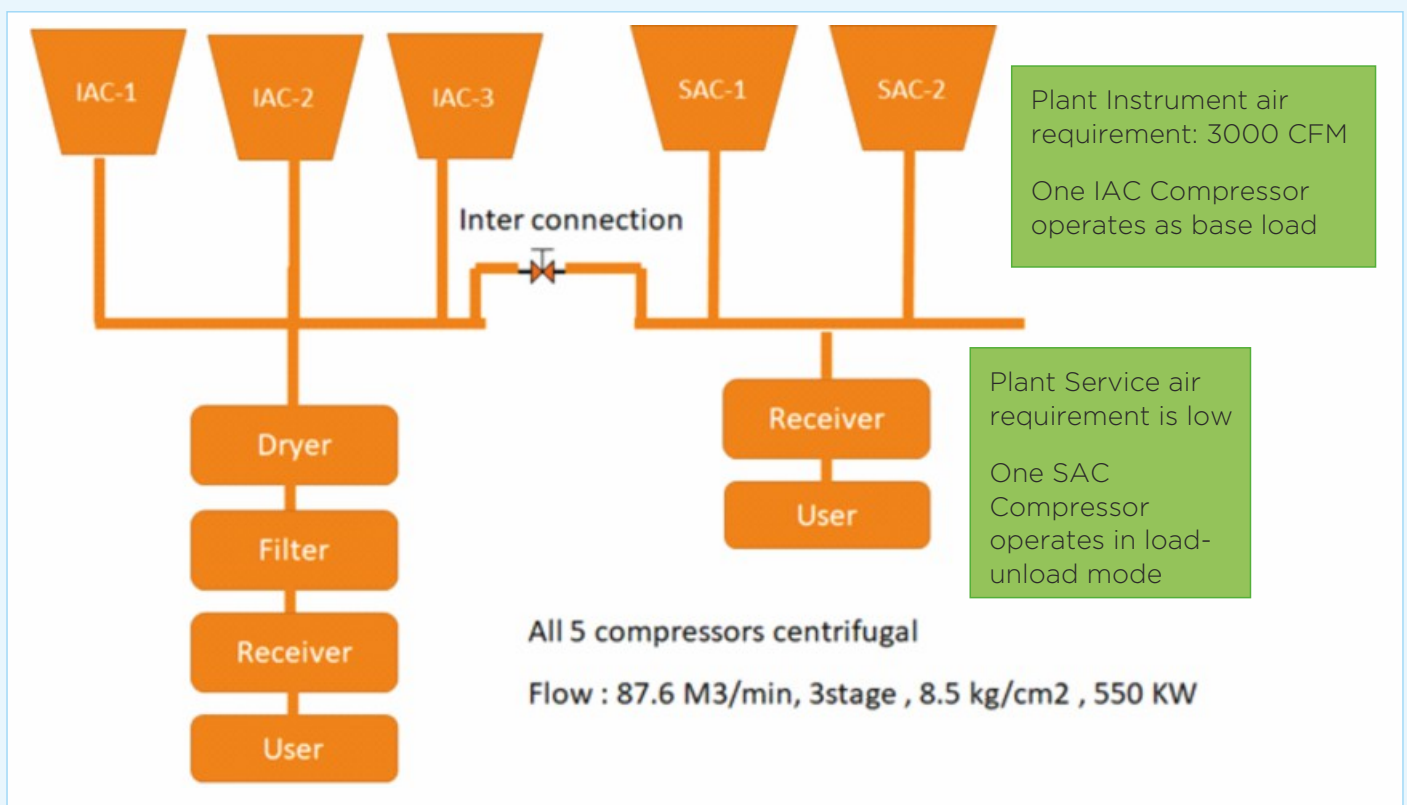 IAC-1
IAC-2
IAC-3
SAC-1
SAC-2
Plant Instrument air
requirement: 3000 CFM
One IAC Compressor
operates as base load
Inter connection
Dryer
Filter
Receiver
User
Receiver
User
Plant Service air
requirement is low
One SAC
Compressor
operates in load-
unload mode
All 5 compressors centrifugal
Flow : 87.6 M3/min, 3stage , 8.5 kg/cm2 , 550 KW